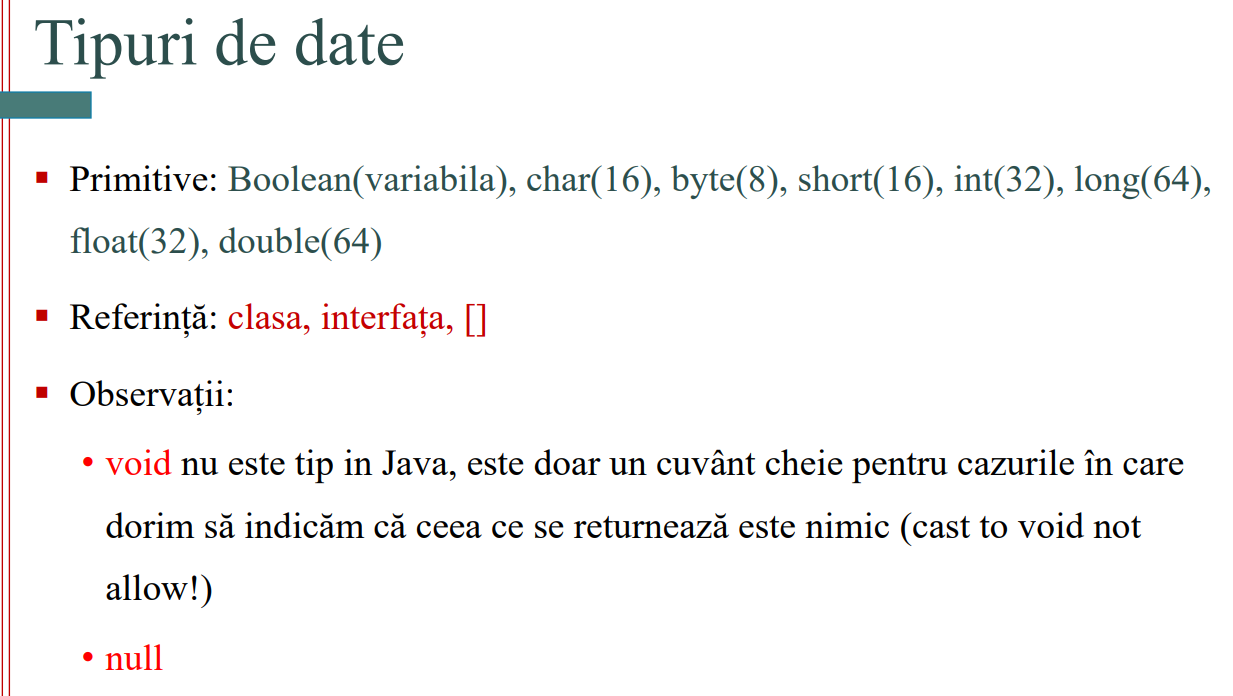 Tipuri de date
▪ Primitive: Boolean(variabila), char(16), byte(8), short(16), int(32), long(64),
float(32), double(64)
▪ Referință: clasa, interfața, []
▪ Observații:
• void nu este tip in Java, este doar un cuvânt cheie pentru cazurile în care
dorim să indicăm că ceea ce se returnează este nimic (cast to void not
allow!)
• null